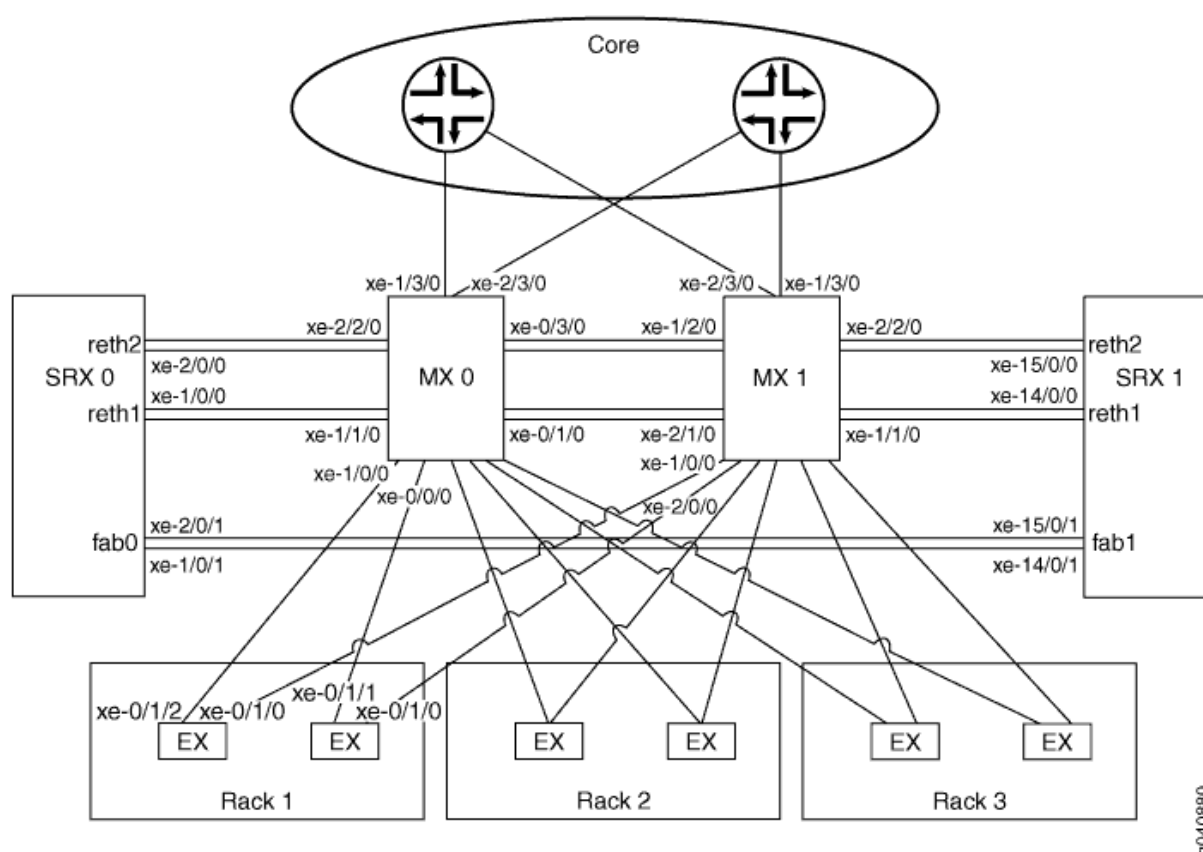 Core
xe-1/3/0 xe-2/3/0 xe-2/3/0 xe-1/3/0
xe-2/2/0 xe-0/3/0 xe-1/2/0 xe-2/2/0
reth2 reth2
SRX 0 xe-2/0/0 MX 0 MX 1 xe-15/0/0 SRX 1
xe-1/0/0 xe-14/0/0
reth1 reth1
xe-1/1/0 xe-0/1/0 xe-2/1/0 xe-1/1/0
xe-1/0/0 xe-1/0/0
xe-0/0/0 xe-2/0/0
xe-2/0/1 xe-15/0/1
fab0 fab1
xe-1/0/1 xe-14/0/1
xe-0/1/1
xe-0/1/2 xe-0/1/0 xe-0/1/0
EX EX EX EX EX EX
Rack 1 Rack 2 Rack 3
g040880